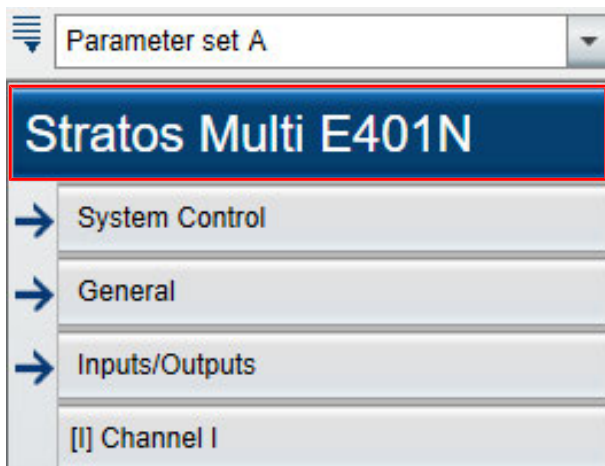 Parameter set A
Stratos Multi E401N
System Control
General
Inputs/Outputs
[I] Channel I